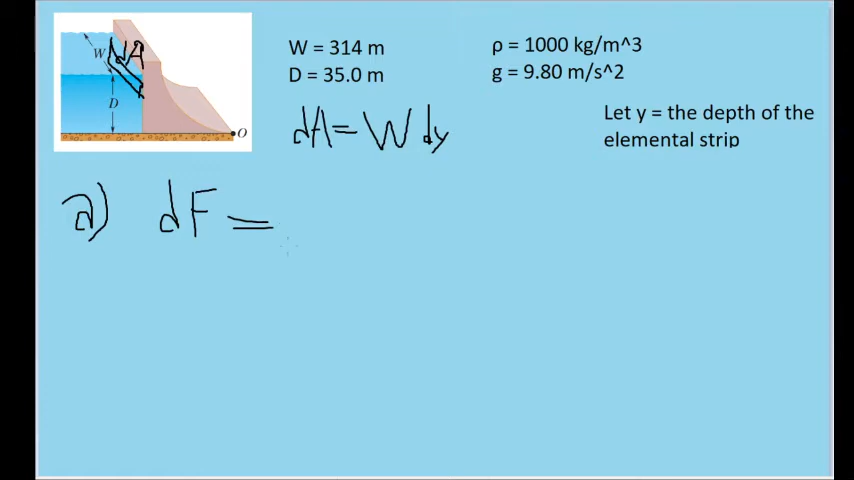 W
dA
D
O
W = 314 m
D = 35.0 m
ρ = 1000 kg/m^3
g = 9.80 m/s^2
Let y = the depth of the
elemental strip
dA = W dy
a) dF =